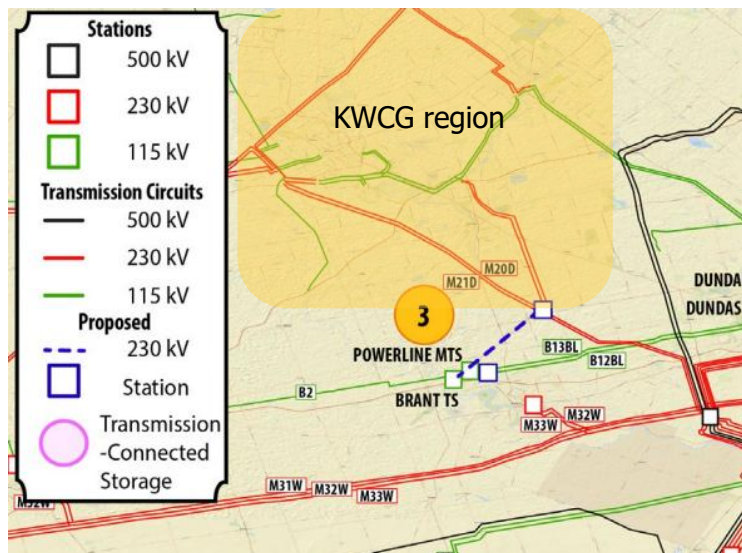 Stations
500 kV
230 kV
115 kV
Transmission Circuits
500 kV
230 kV
115 kV
Proposed
230 kV
Station
Transmission
-Connected
Storage
KWCG region
M20D
M21D
3
DUNDA
DUNDAS
POWERLINE MTS
B13BL
B12BL
B2
BRANT TS
M32W
M33W
M31W
M32W
M33W
M32W